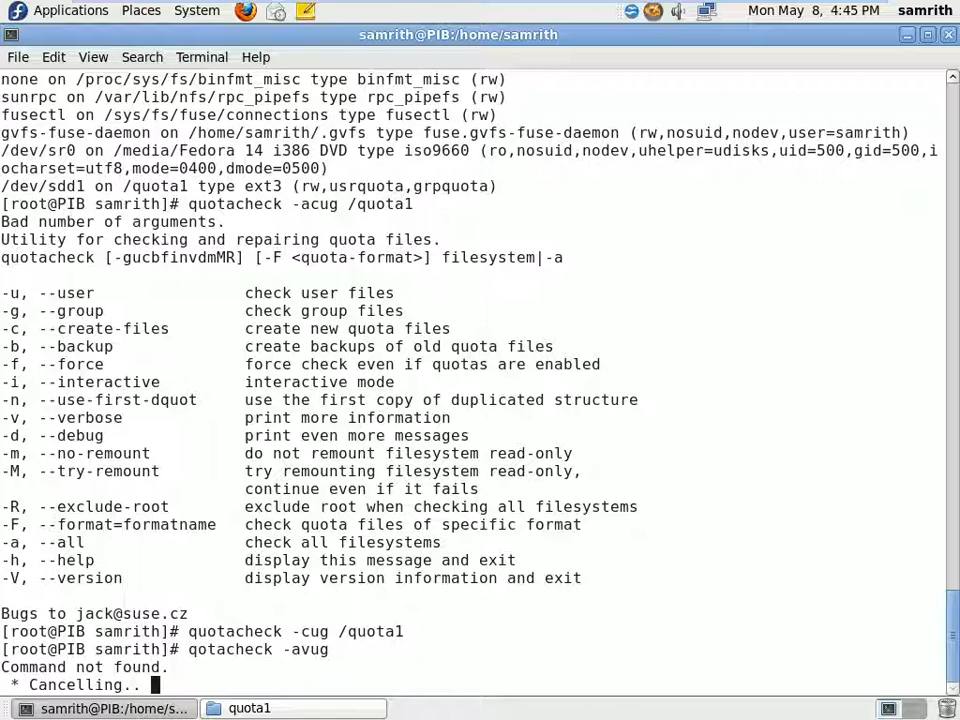 Applications Places System Mon May 8, 4:45 PM samrith
samrith@PIB:/home/samrith
File Edit View Search Terminal Help
none on /proc/sys/fs/binfmt_misc type binfmt_misc (rw)
sunrpc on /var/lib/nfs/rpc_pipefs type rpc_pipefs (rw)
fusectl on /sys/fs/fuse/connections type fusectl (rw)
gvfs-fuse-daemon on /home/samrith/.gvfs type fuse.gvfs-fuse-daemon (rw,nosuid,nodev,user=samrith)
/dev/sr0 on /media/Fedora 14 i386 DVD type iso9660 (ro,nosuid,nodev,uhelper=udisks,uid=500,gid=500,i
ocharset=utf8,mode=0400,dmode=0500)
/dev/sdd1 on /quota1 type ext3 (rw,usrquota,grpquota)
[root@PIB samrith]# quotacheck -acug /quota1
Bad number of arguments.
Utility for checking and repairing quota files.
quotacheck [-gucbfinvdmMR] [-F <quota-format>] filesystem|-a
-u, --user check user files
-g, --group check group files
-c, --create-files create new quota files
-b, --backup create backups of old quota files
-f, --force force check even if quotas are enabled
-i, --interactive interactive mode
-n, --use-first-dquot use the first copy of duplicated structure
-v, --verbose print more information
-d, --debug print even more messages
-m, --no-remount do not remount filesystem read-only
-M, --try-remount try remounting filesystem read-only,
continue even if it fails
-R, --exclude-root exclude root when checking all filesystems
-F, --format=formatname check quota files of specific format
-a, --all check all filesystems
-h, --help display this message and exit
-V, --version display version information and exit
Bugs to jack@suse.cz
[root@PIB samrith]# quotacheck -cug /quota1
[root@PIB samrith]# qotacheck -avug
Command not found.
* Cancelling..
samrith@PIB:/home/s... quota1